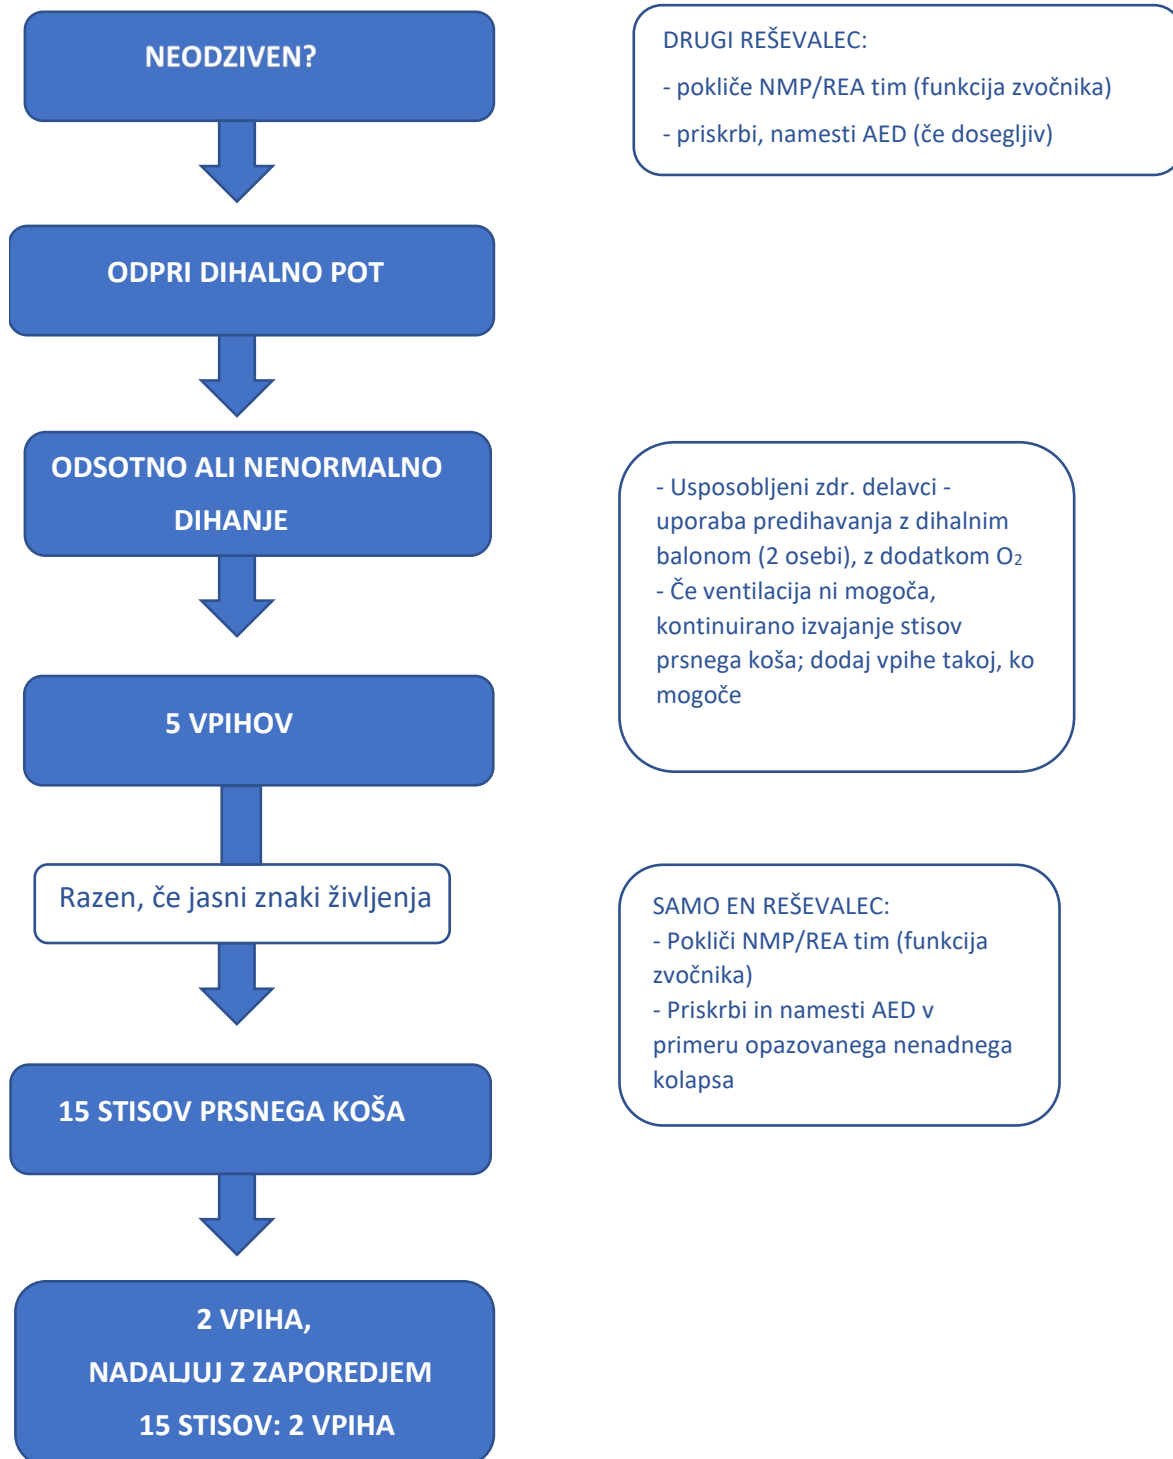 NEODZIVEN?
DRUGI REŠEVALEC:
- pokliče NMP/REA tim (funkcija zvočnika)
- priskrbi, namesti AED (če dosegljiv)
ODPRI DIHALNO POT
ODSOTNO ALI NENORMALNO
DIHANJE
- Usposobljeni zdr. delavci -
uporaba predihavanja z dihalnim
balonom (2 osebi), z dodatkom O₂
- Če ventilacija ni mogoča,
kontinuirano izvajanje stisov
prsnega koša; dodaj vpihe takoj, ko
mogoče
5 VPIHOV
Razen, če jasni znaki življenja
SAMO EN REŠEVALEC:
- Pokliči NMP/REA tim (funkcija
zvočnika)
- Priskrbi in namesti AED v
primeru opazovanega nenadnega
kolapsa
15 STISOV PRSNEGA KOŠA
2 VPIHA,
NADALJUJ Z ZAPOREDJEM
15 STISOV: 2 VPIHA